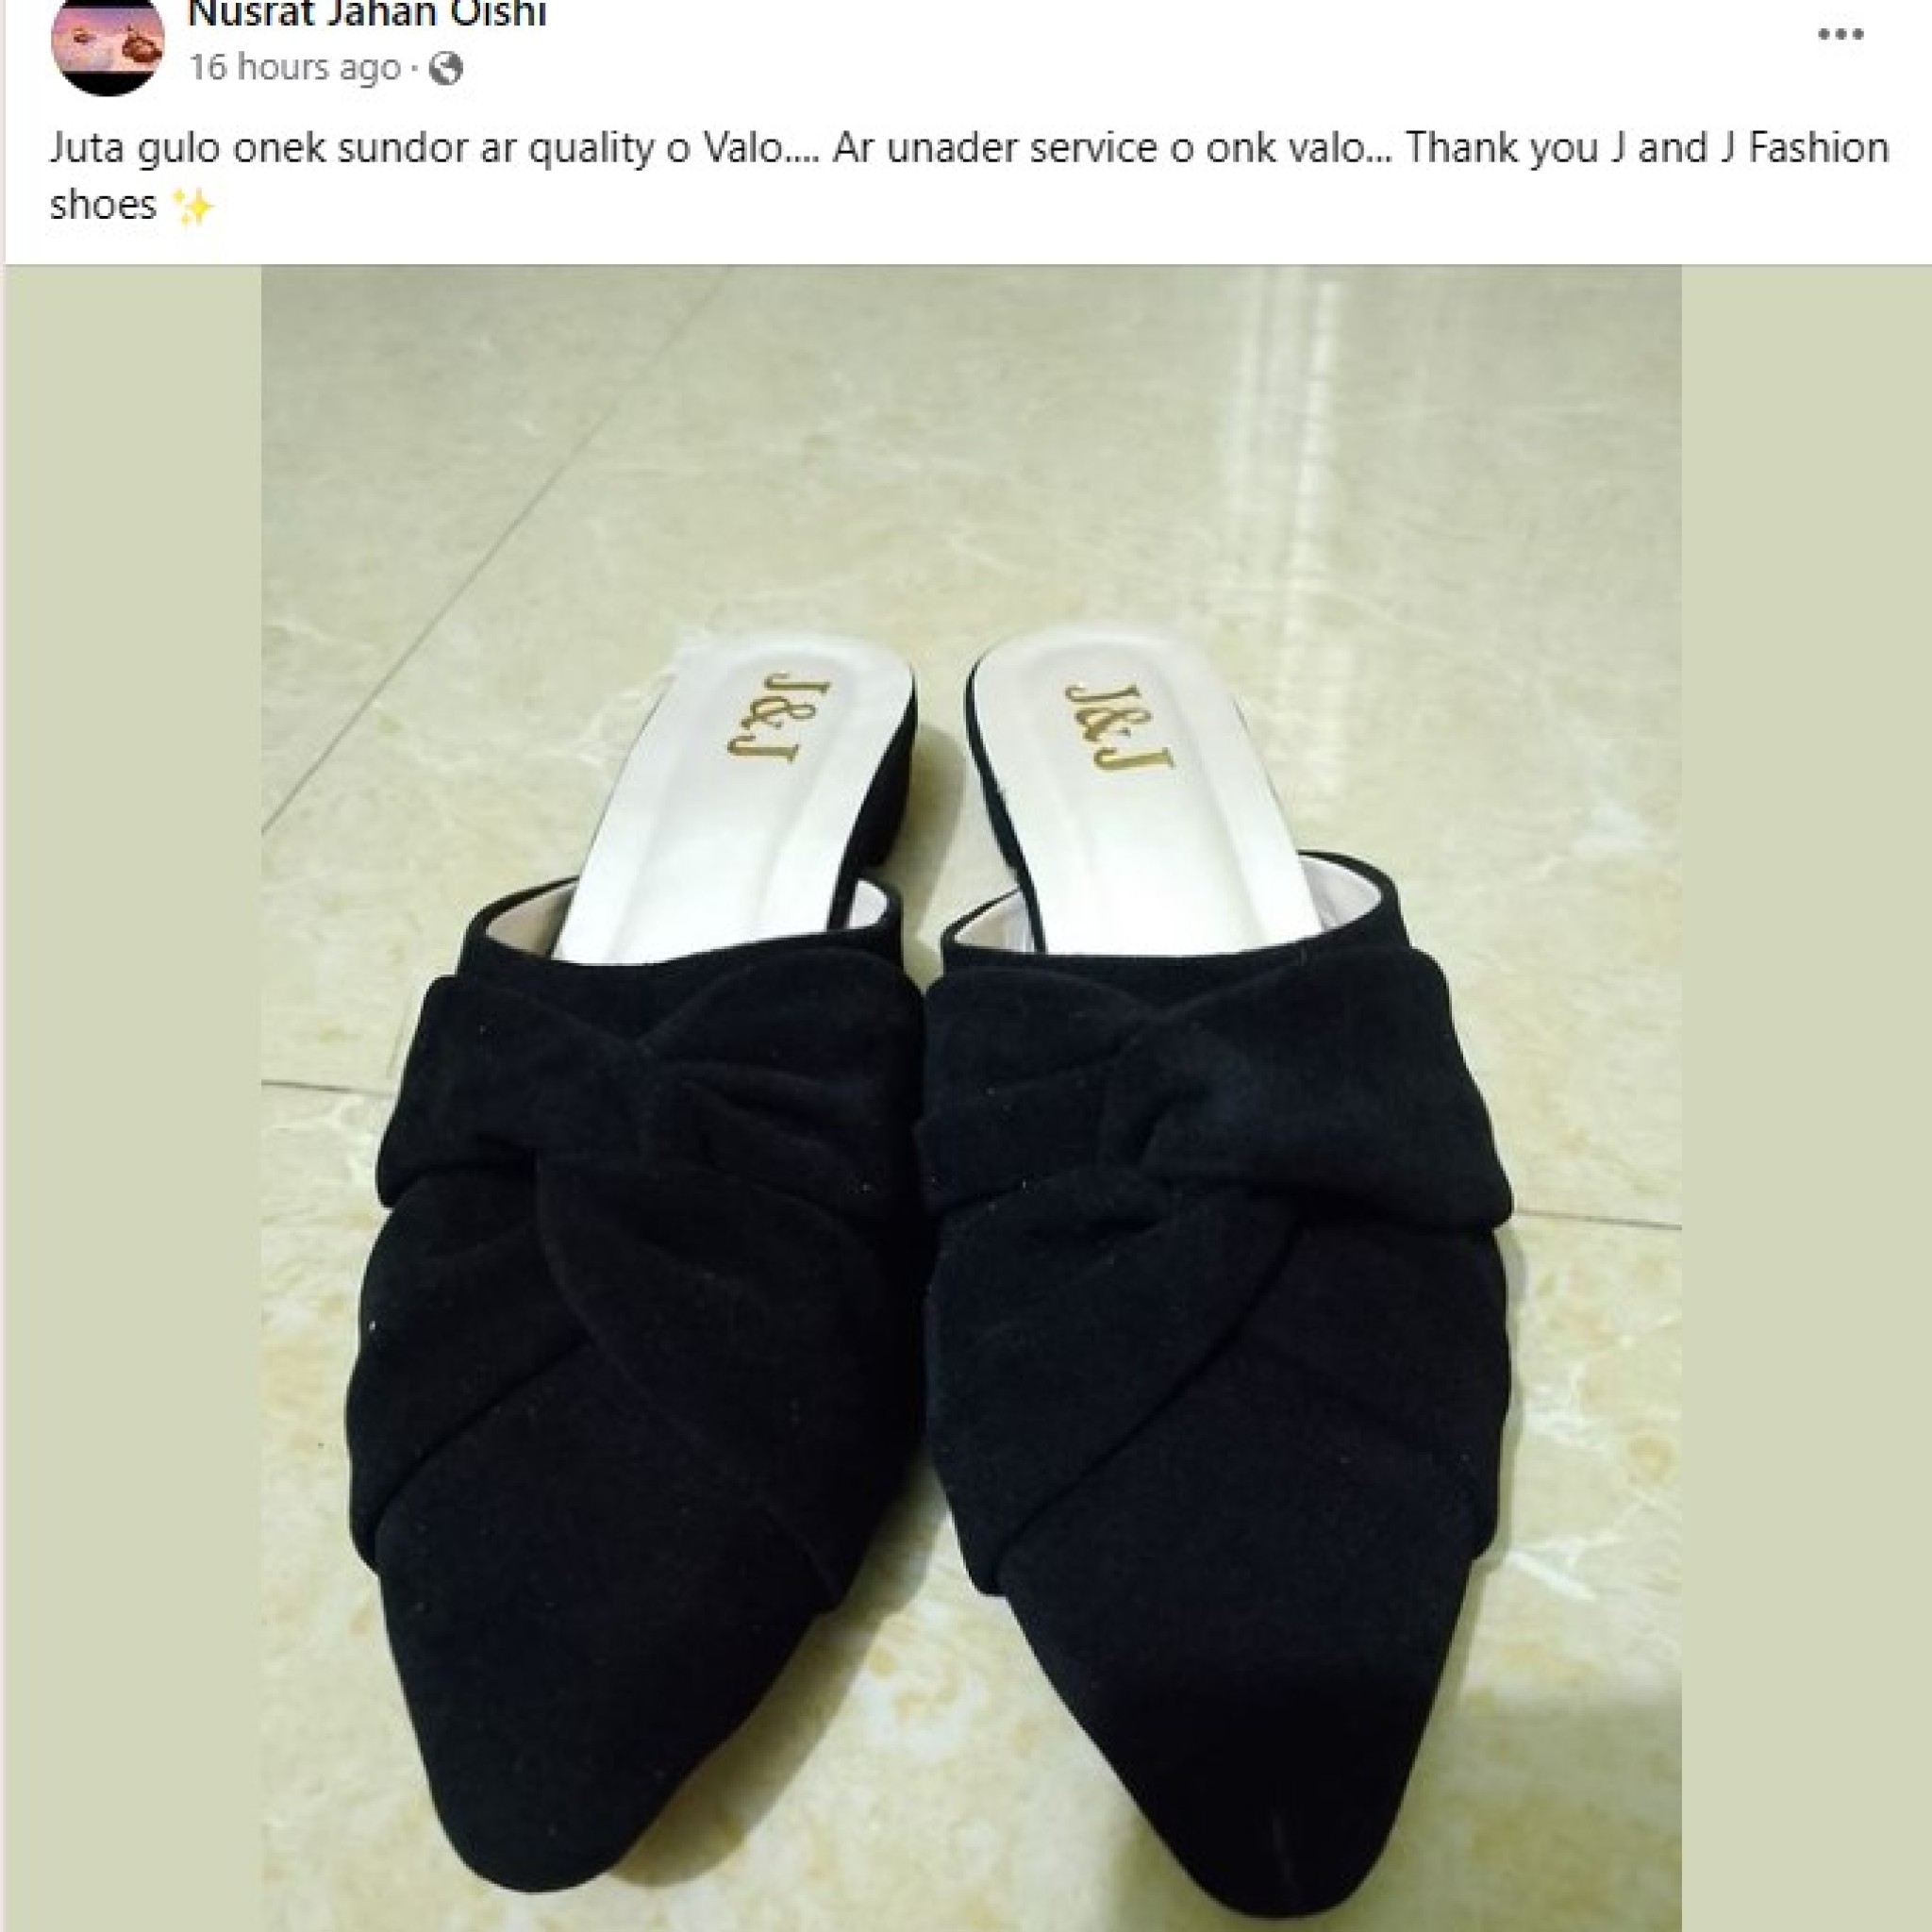 Nusrat Jahan Oishi
16 hours ago ·
Juta gulo onek sundor ar quality o Valo.... Ar unader service o onk valo... Thank you J and J Fashion
shoes ✨
J&J
J&J